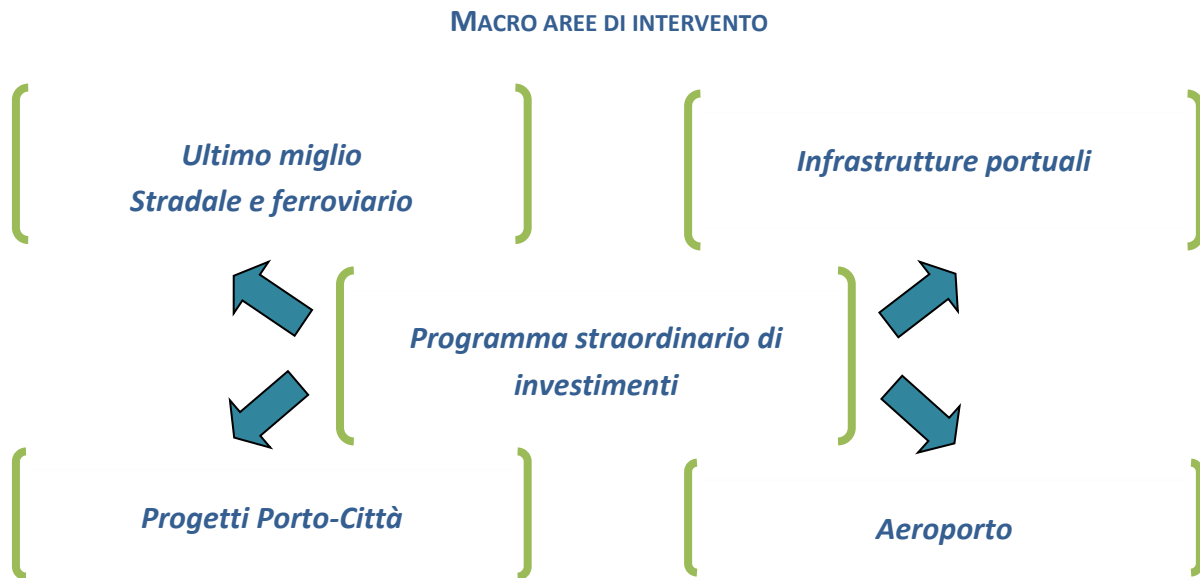 MACRO AREE DI INTERVENTO
Ultimo miglio
Stradale e ferroviario
Infrastrutture portuali
Programma straordinario di
investimenti
Progetti Porto-Città
Aeroporto